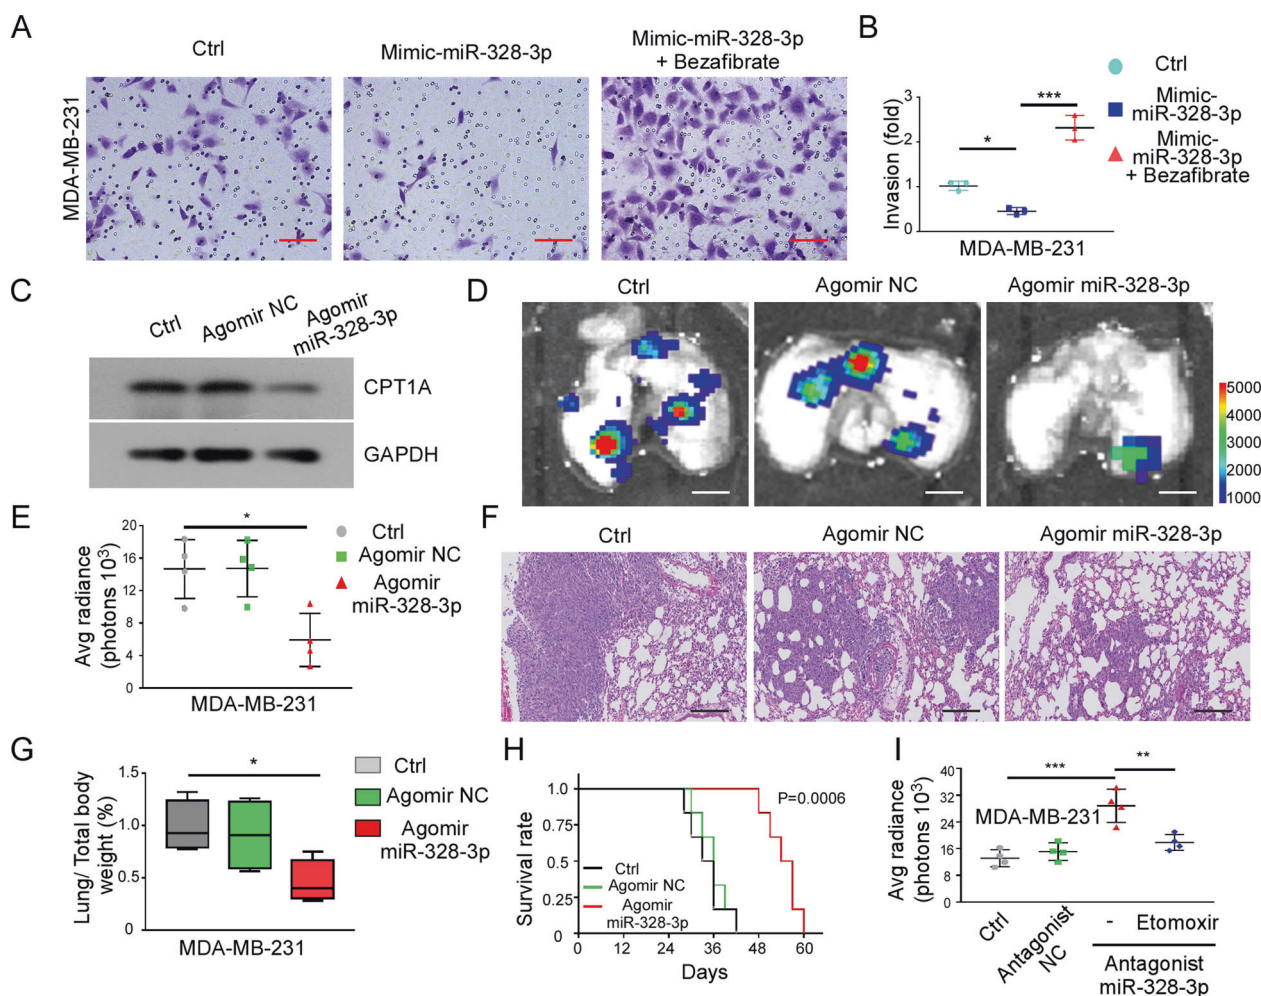 A
Ctrl
Mimic-miR-328-3p
Mimic-miR-328-3p
+ Bezafibrate
MDA-MB-231
B
Ctrl
Mimic-
miR-328-3p
Mimic-
miR-328-3p
+ Bezafibrate
Invasion (fold)
3
2
1
0
*
***
MDA-MB-231
C
Ctrl
Agomir NC
Agomir
miR-328-3p
CPT1A
GAPDH
D
Ctrl
Agomir NC
Agomir miR-328-3p
5000
4000
3000
2000
1000
E
Avg radiance
(photons 10³)
20
16
12
8
4
0
*
Ctrl
Agomir NC
Agomir
miR-328-3p
MDA-MB-231
F
Ctrl
Agomir NC
Agomir miR-328-3p
G
Lung/ Total body
weight (%)
1.5
1.0
0.5
0
*
Ctrl
Agomir NC
Agomir
miR-328-3p
MDA-MB-231
H
Survival rate
1
0.75
0.5
0.25
0
P=0.0006
Ctrl
Agomir NC
Agomir
miR-328-3p
0 12 24 36 48 60
Days
I
Avg radiance
(photons 10³)
40
32
24
16
8
0
***
**
MDA-MB-231
Ctrl
Antagonist
NC
- Etomoxir
Antagonist
miR-328-3p